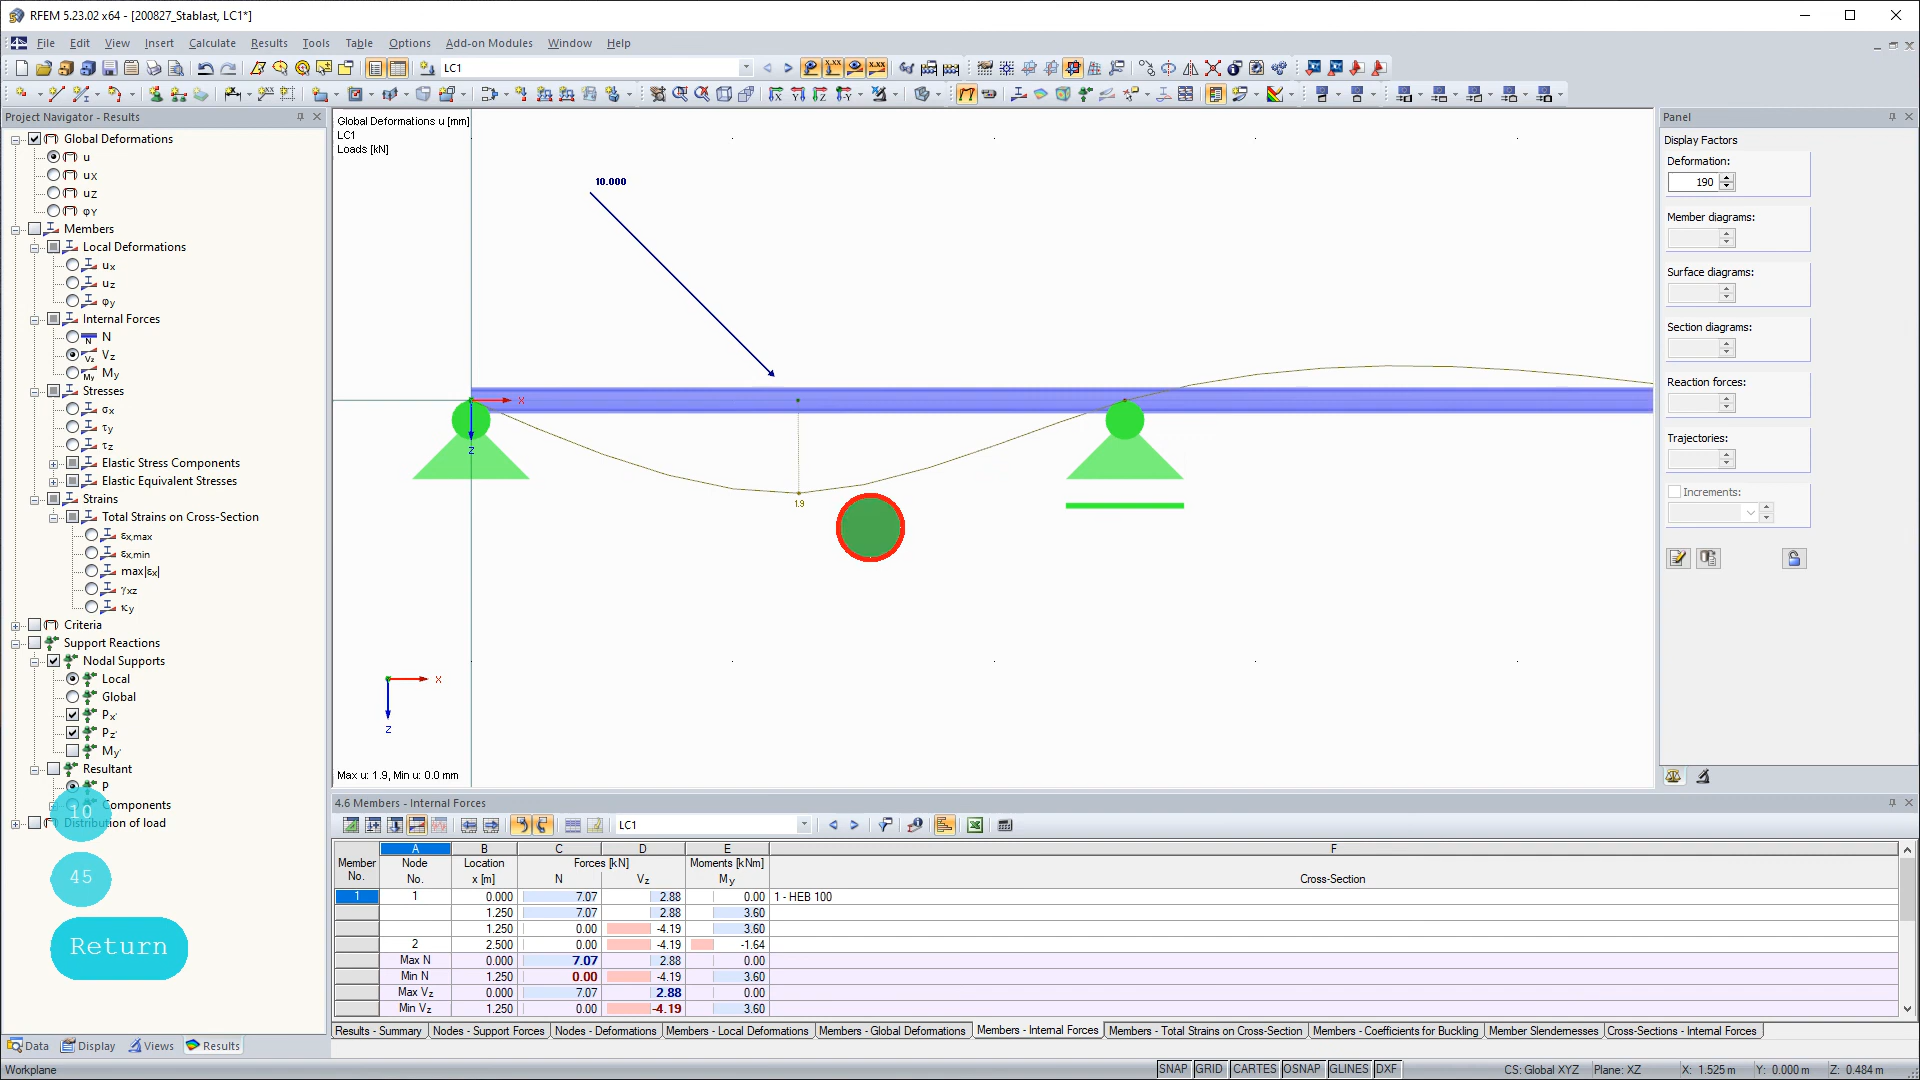 RFEM 5.23.02 x64 - [200827_Stablast, LC1*]
File Edit View Insert Calculate Results Tools Table Options Add-on Modules Window Help
LC1
Project Navigator - Results
Global Deformations
u
uX
uZ
φY
Members
Local Deformations
ux
uz
φy
Internal Forces
N
Vz
My
Stresses
σx
τy
τz
Elastic Stress Components
Elastic Equivalent Stresses
Strains
Total Strains on Cross-Section
εx,max
εx,min
max|εx|
γxz
κy
Criteria
Support Reactions
Nodal Supports
Local
Global
Px'
Pz'
My'
Resultant
P
Components
Distribution of load
10
45
Return
Data Display Views Results
Global Deformations u [mm]
LC1
Loads [kN]
10.000
X
Z
1.9
X
Z
Max u: 1.9, Min u: 0.0 mm
Panel
Display Factors
Deformation:
190
Member diagrams:
Surface diagrams:
Section diagrams:
Reaction forces:
Trajectories:
Increments:
4.6 Members - Internal Forces
LC1
A B C D E F
Member Node Location Forces [kN] Moments [kNm]
No. No. x [m] N Vz My Cross-Section
1 1 0.000 7.07 2.88 0.00 1 - HEB 100
1.250 7.07 2.88 3.60
1.250 0.00 -4.19 3.60
2 2.500 0.00 -4.19 -1.64
Max N 0.000 7.07 2.88 0.00
Min N 1.250 0.00 -4.19 3.60
Max Vz 0.000 7.07 2.88 0.00
Min Vz 1.250 0.00 -4.19 3.60
Results - Summary Nodes - Support Forces Nodes - Deformations Members - Local Deformations Members - Global Deformations Members - Internal Forces Members - Total Strains on Cross-Section Members - Coefficients for Buckling Member Slendernesses Cross-Sections - Internal Forces
Workplane SNAP GRID CARTES OSNAP GLINES DXF CS: Global XYZ Plane: XZ X: 1.525 m Y: 0.000 m Z: 0.484 m